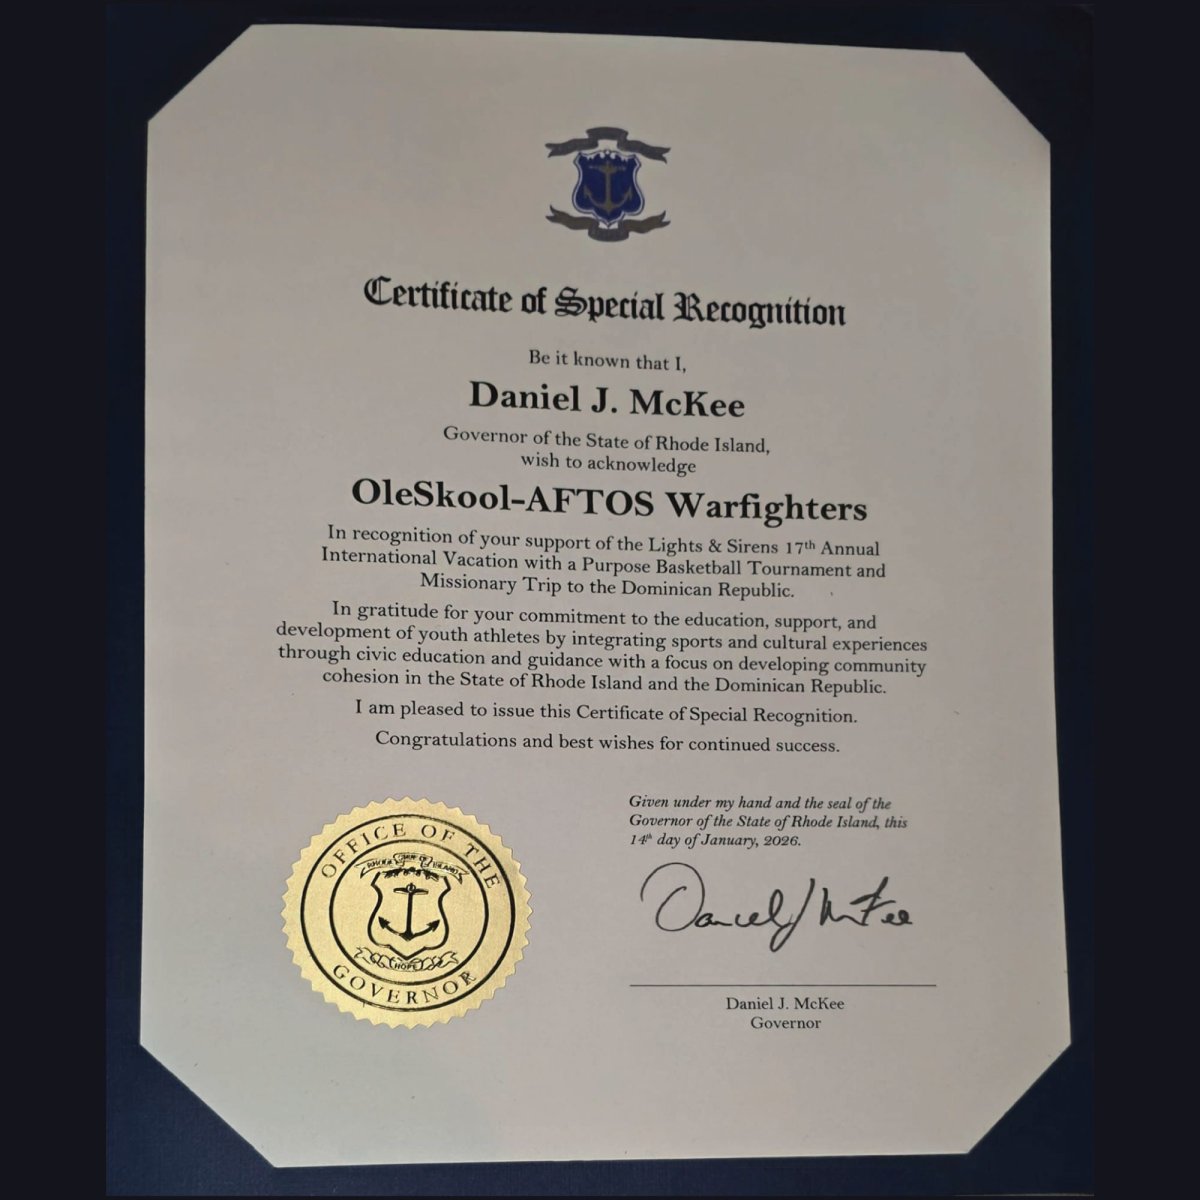 Certificate of Special Recognition
Be it known that I,
Daniel J. McKee
Governor of the State of Rhode Island,
wish to acknowledge
OleSkool-AFTOS Warfighters
In recognition of your support of the Lights & Sirens 17th Annual
International Vacation with a Purpose Basketball Tournament and
Missionary Trip to the Dominican Republic.
In gratitude for your commitment to the education, support, and
development of youth athletes by integrating sports and cultural experiences
through civic education and guidance with a focus on developing community
cohesion in the State of Rhode Island and the Dominican Republic.
I am pleased to issue this Certificate of Special Recognition.
Congratulations and best wishes for continued success.
Given under my hand and the seal of the
Governor of the State of Rhode Island, this
14th day of January, 2026.
Daniel J McKee
Daniel J. McKee
Governor
OFFICE OF THE
HOPE
GOVERNOR